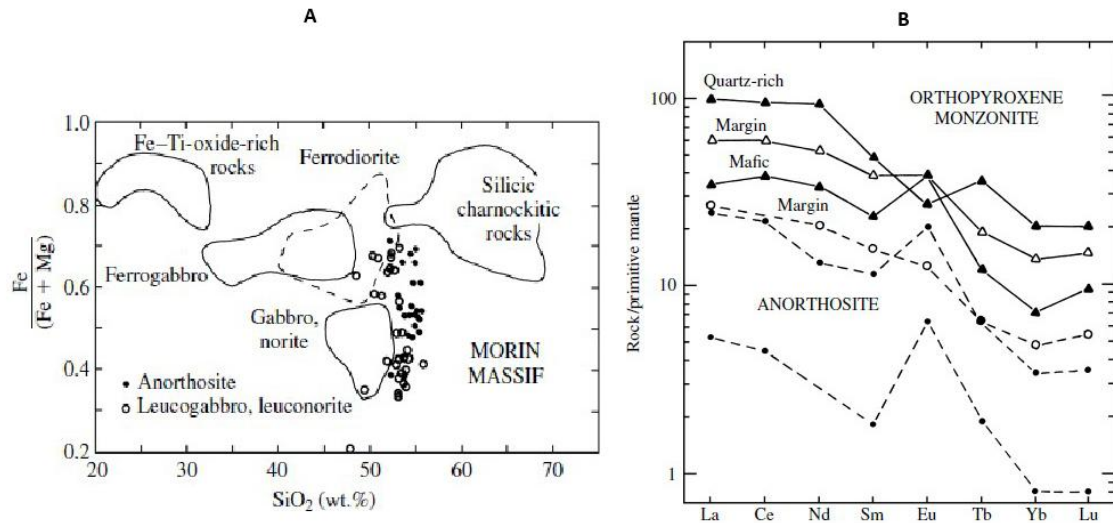 A
1.0
0.8
0.6
0.4
0.2
Fe
(Fe + Mg)
Fe–Ti-oxide-rich
rocks
Ferrodiorite
Silicic
charnockitic
rocks
Ferrogabbro
Gabbro,
norite
MORIN
MASSIF
Anorthosite
Leucogabbro, leuconorite
20 30 40 50 60 70
SiO₂ (wt.%)
B
Rock/primitive mantle
100
10
1
Quartz-rich
ORTHOPYROXENE
MONZONITE
Margin
Mafic
Margin
ANORTHOSITE
La Ce Nd Sm Eu Tb Yb Lu